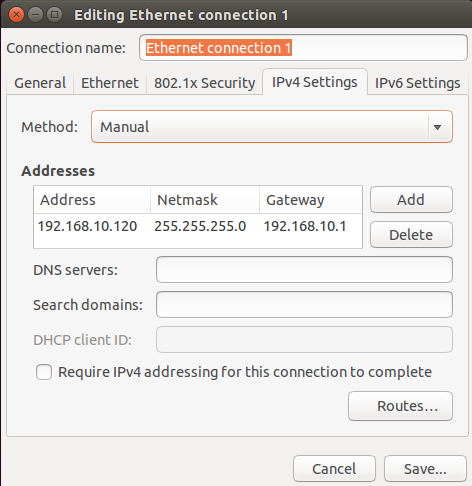 Editing Ethernet connection 1
Connection name: Ethernet connection 1
General Ethernet 802.1x Security IPv4 Settings IPv6 Settings
Method: Manual
Addresses
Address Netmask Gateway Add
192.168.10.120 255.255.255.0 192.168.10.1
Delete
DNS servers:
Search domains:
DHCP client ID:
Require IPv4 addressing for this connection to complete
Routes...
Cancel Save...